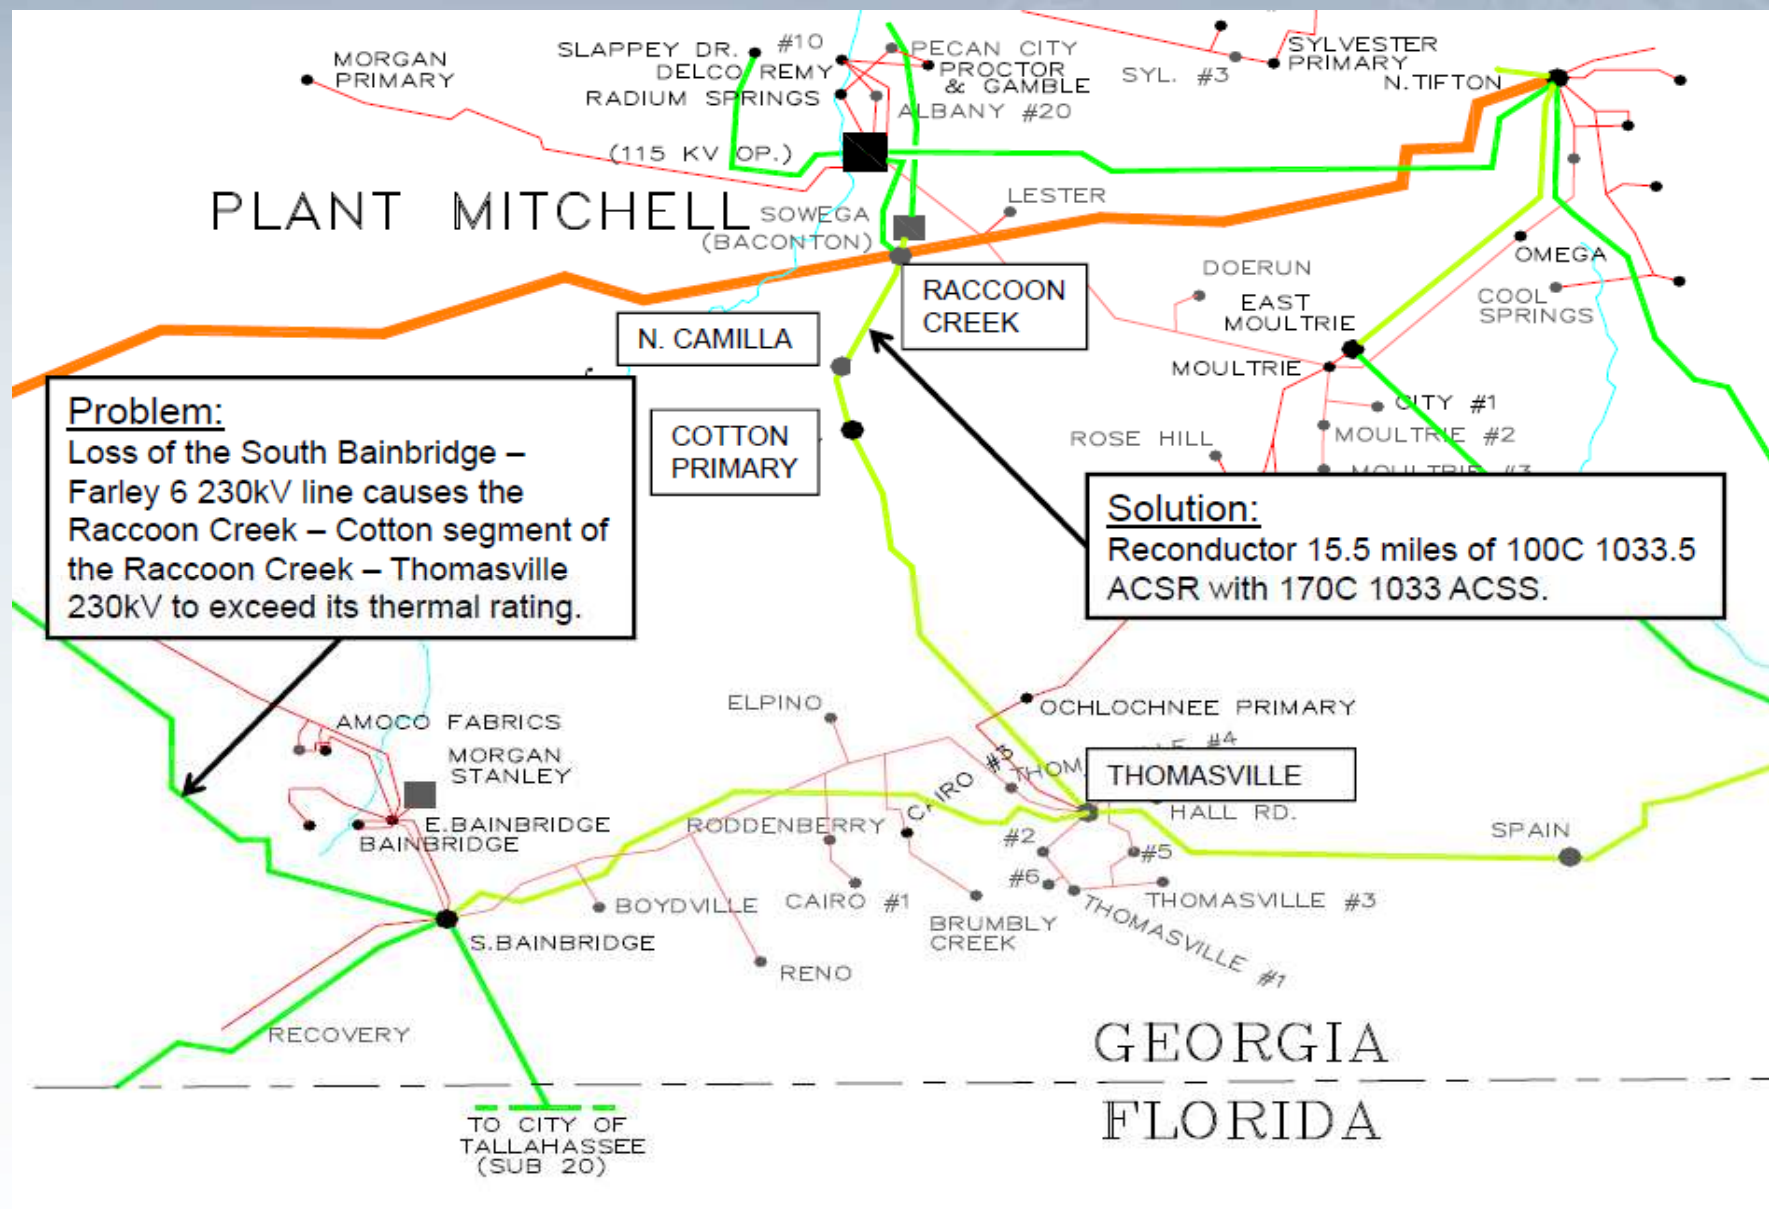 MORGAN
PRIMARY
SLAPPEY DR.
#10
DELCO REMY
RADIUM SPRINGS
PECAN CITY
PROCTOR
& GAMBLE
ALBANY #20
SYL. #3
SYLVESTER
PRIMARY
N.TIFTON
(115 KV OP.)
PLANT MITCHELL
SOWEGA
(BACONTON)
LESTER
RACCOON
CREEK
N. CAMILLA
DOERUN
EAST
MOULTRIE
OMEGA
COOL
SPRINGS
MOULTRIE
CITY #1
MOULTRIE #2
MOULTRIE #3
ROSE HILL
COTTON
PRIMARY
Problem:
Loss of the South Bainbridge –
Farley 6 230kV line causes the
Raccoon Creek – Cotton segment of
the Raccoon Creek – Thomasville
230kV to exceed its thermal rating.
Solution:
Reconductor 15.5 miles of 100C 1033.5
ACSR with 170C 1033 ACSS.
AMOCO FABRICS
MORGAN
STANLEY
E.BAINBRIDGE
BAINBRIDGE
ELPINO
OCHLOCHNEE PRIMARY
#4
THOMASVILLE
HALL RD.
CAIRO #3
RODDENBERRY
#2
#5
#6
SPAIN
BOYDVILLE
CAIRO #1
BRUMBLY
CREEK
THOMASVILLE #3
THOMASVILLE #1
S.BAINBRIDGE
RENO
RECOVERY
GEORGIA
FLORIDA
TO CITY OF
TALLAHASSEE
(SUB 20)